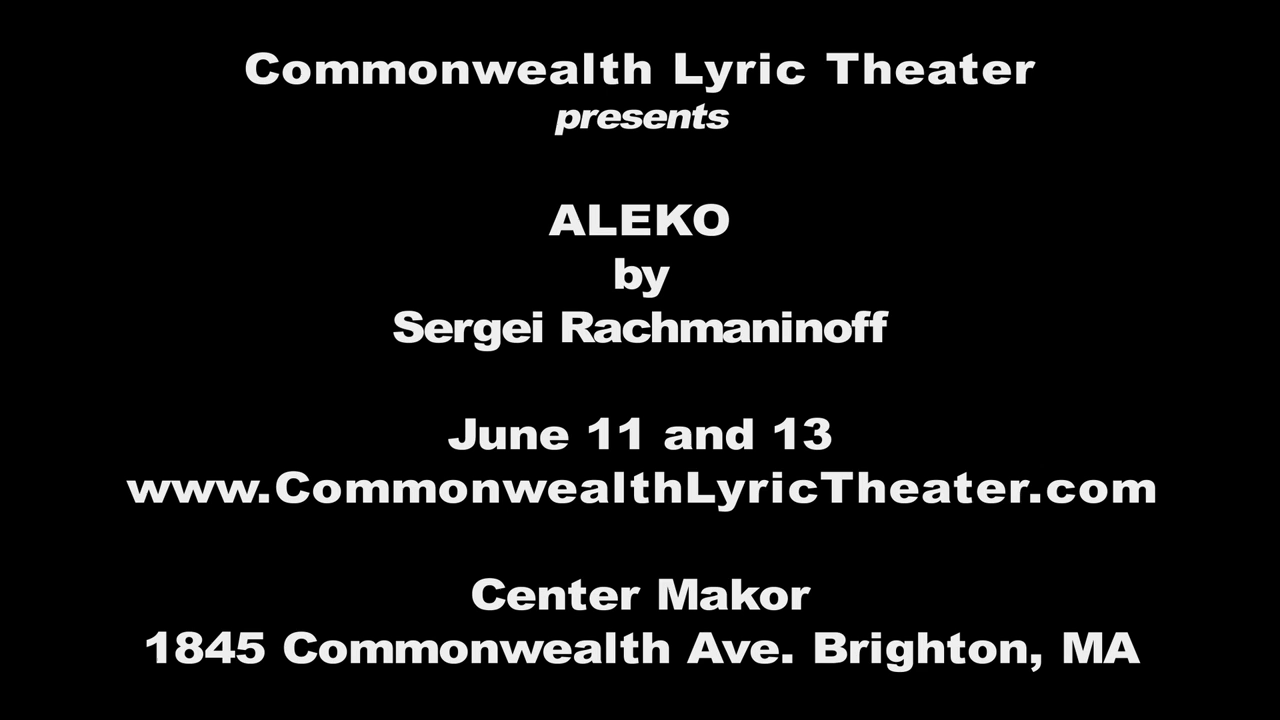 Commonwealth Lyric Theater
presents
ALEKO
by
Sergei Rachmaninoff
June 11 and 13
www.CommonwealthLyricTheater.com
Center Makor
1845 Commonwealth Ave. Brighton, MA